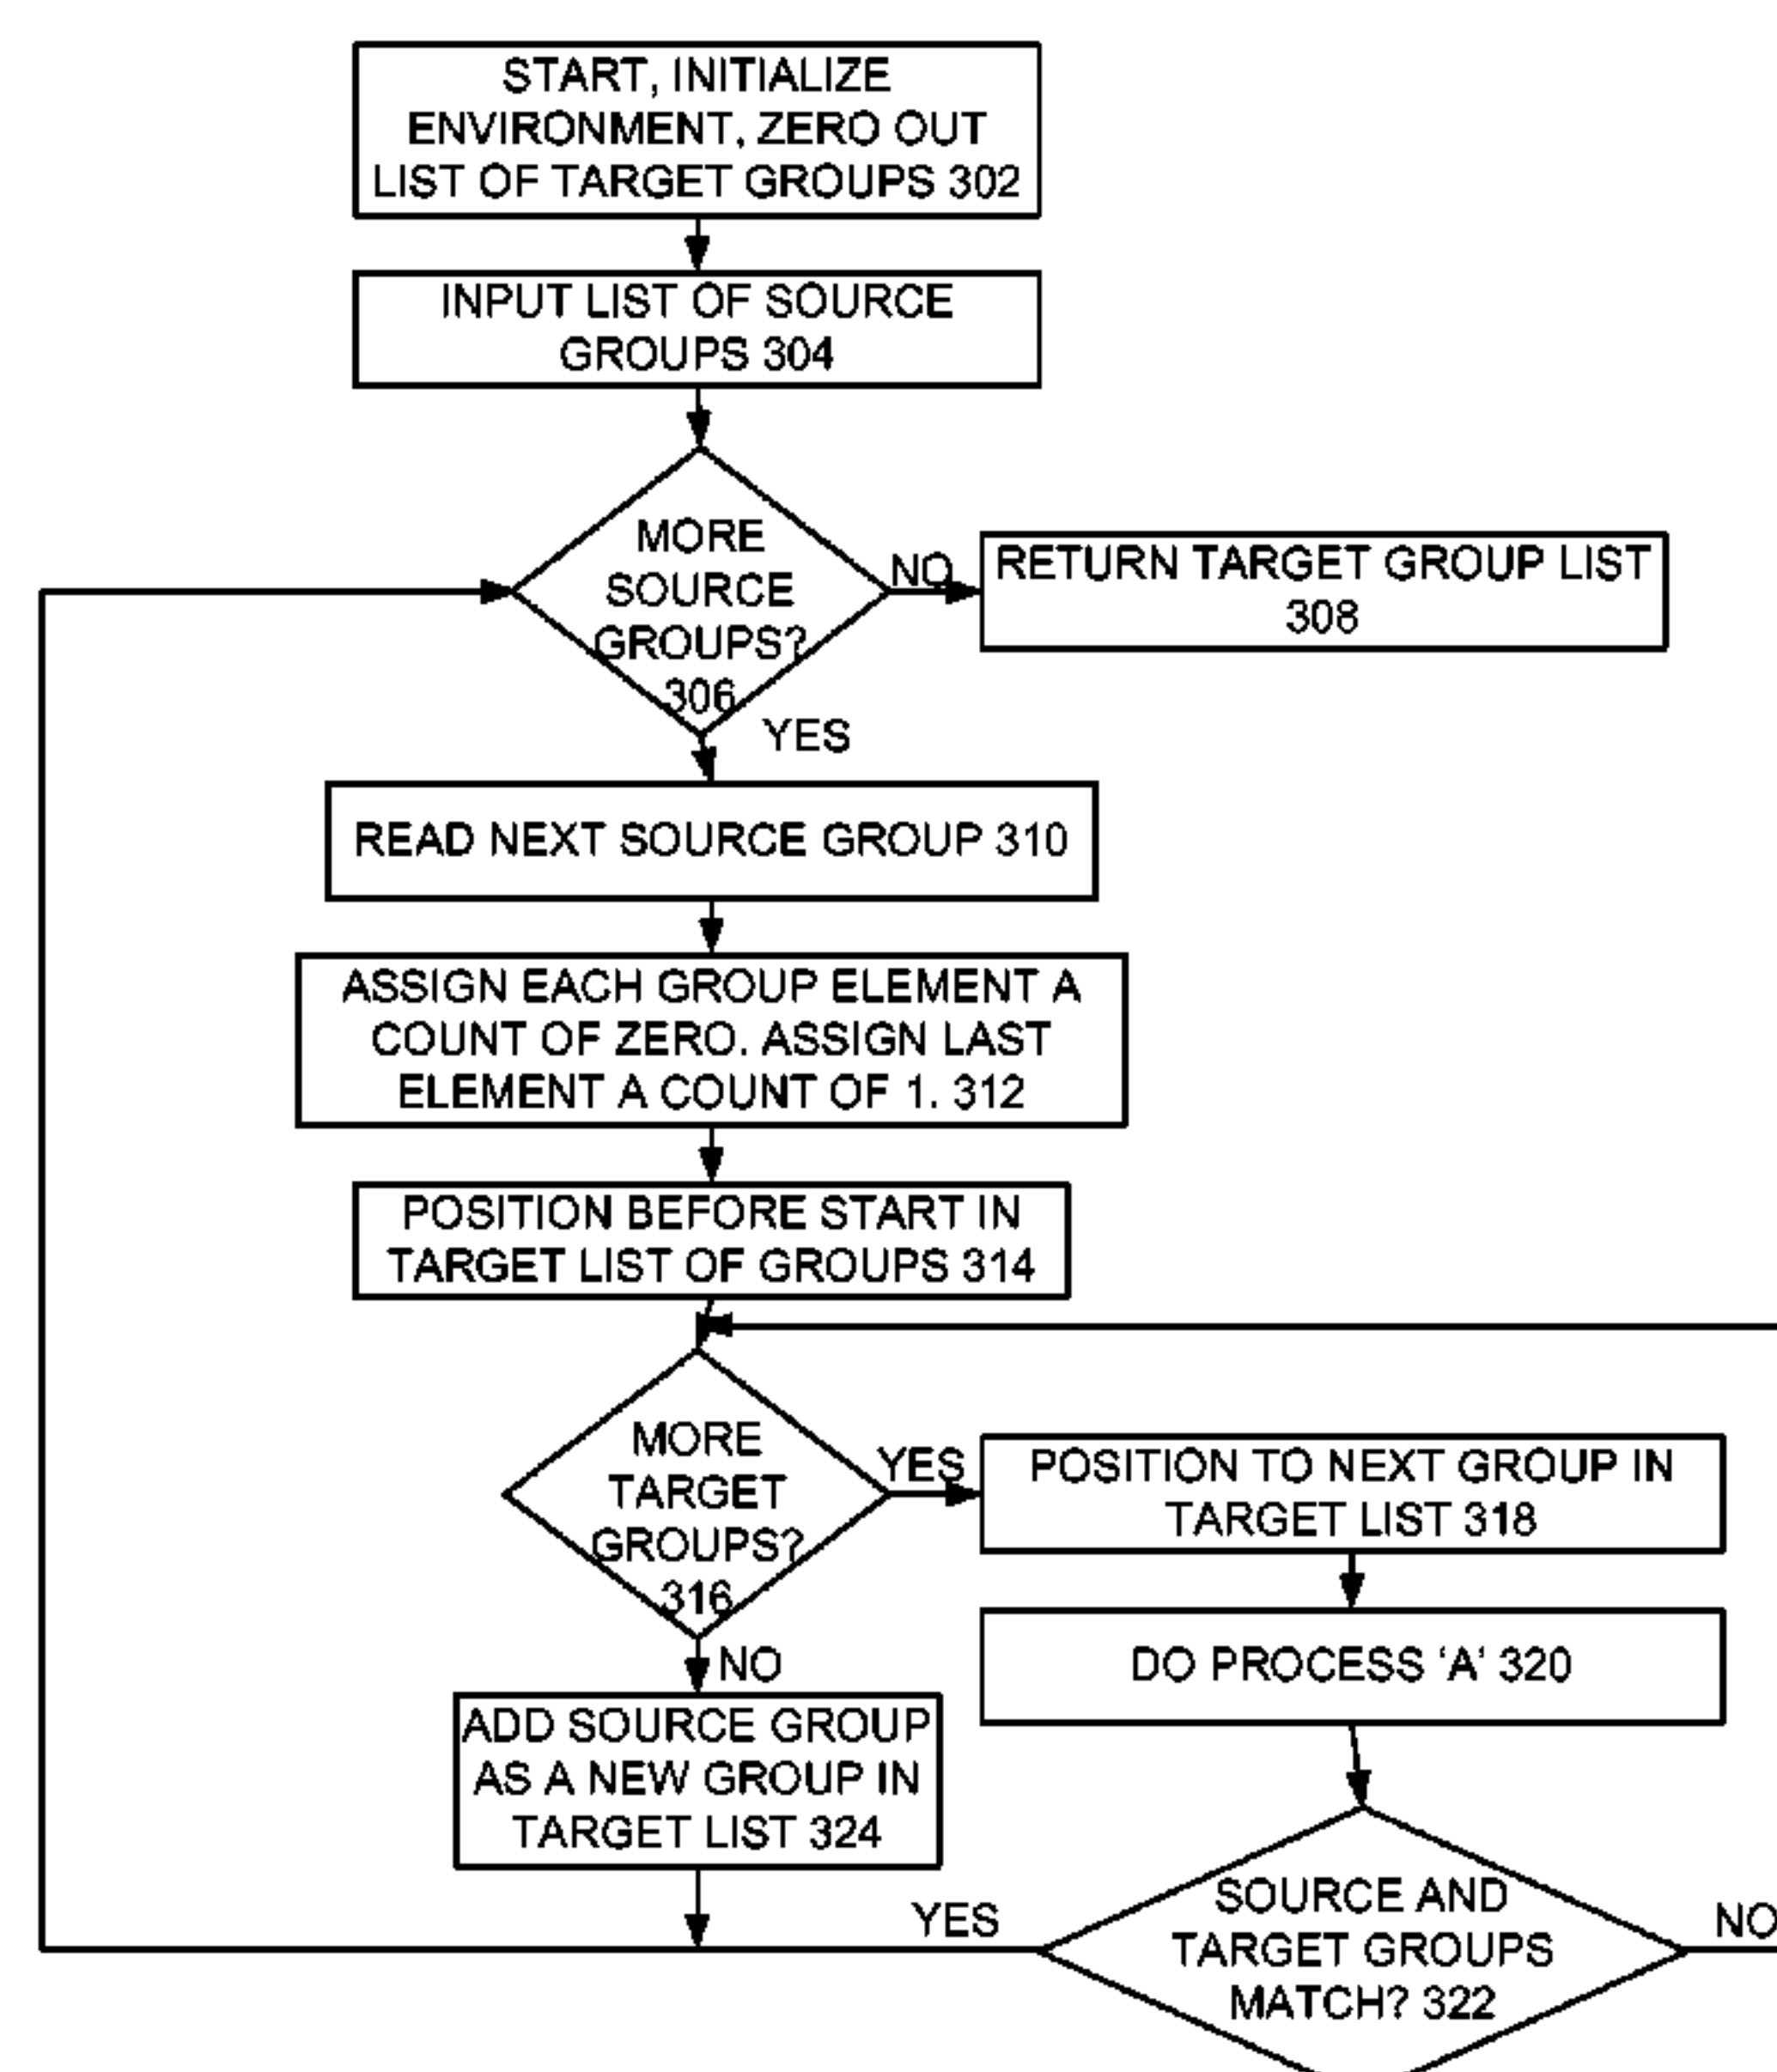 START, INITIALIZE
ENVIRONMENT, ZERO OUT
LIST OF TARGET GROUPS 302
INPUT LIST OF SOURCE
GROUPS 304
MORE
SOURCE
GROUPS?
306
NO
RETURN TARGET GROUP LIST
308
YES
READ NEXT SOURCE GROUP 310
ASSIGN EACH GROUP ELEMENT A
COUNT OF ZERO. ASSIGN LAST
ELEMENT A COUNT OF 1. 312
POSITION BEFORE START IN
TARGET LIST OF GROUPS 314
MORE
TARGET
GROUPS?
316
YES
POSITION TO NEXT GROUP IN
TARGET LIST 318
DO PROCESS ‘A’ 320
NO
ADD SOURCE GROUP
AS A NEW GROUP IN
TARGET LIST 324
YES
SOURCE AND
TARGET GROUPS
MATCH? 322
NO